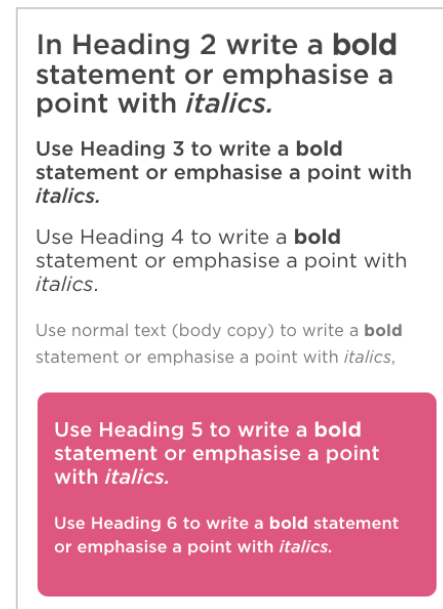 In Heading 2 write a bold
statement or emphasise a
point with italics.
Use Heading 3 to write a bold
statement or emphasise a point with
italics.
Use Heading 4 to write a bold
statement or emphasise a point with
italics.
Use normal text (body copy) to write a bold
statement or emphasise a point with italics,
Use Heading 5 to write a bold
statement or emphasise a point
with italics.
Use Heading 6 to write a bold statement
or emphasise a point with italics.